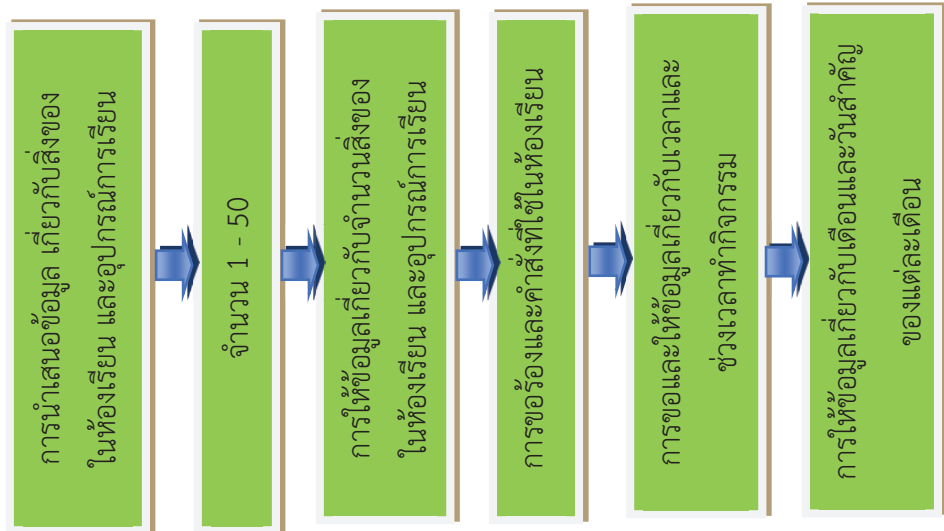 การนำเสนอข้อมูล เกี่ยวกับสิ่งของ
ในห้องเรียน และอุปกรณ์การเรียน
จำนวน 1 - 50
การให้ข้อมูลเกี่ยวกับจำนวนสิ่งของ
ในห้องเรียน และอุปกรณ์การเรียน
การขอร้องและคำสั่งที่ใช้ในห้องเรียน
การขอและให้ข้อมูลเกี่ยวกับเวลาและ
ช่วงเวลาทำกิจกรรม
การให้ข้อมูลเกี่ยวกับเดือนและวันสำคัญ
ของแต่ละเดือน